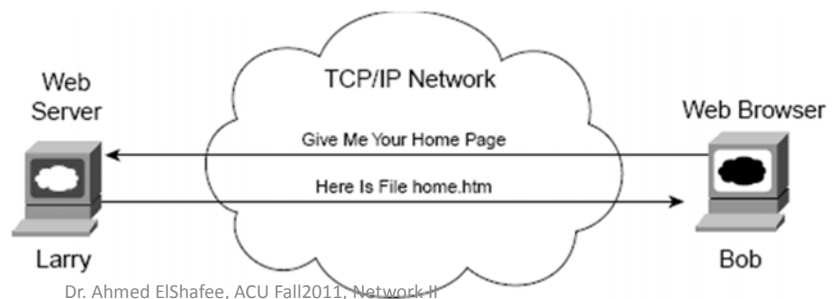 TCP/IP Network
Web
Server
Web Browser
Give Me Your Home Page
Here Is File home.htm
Larry
Bob
Dr. Ahmed ElShafee, ACU Fall2011, Network II